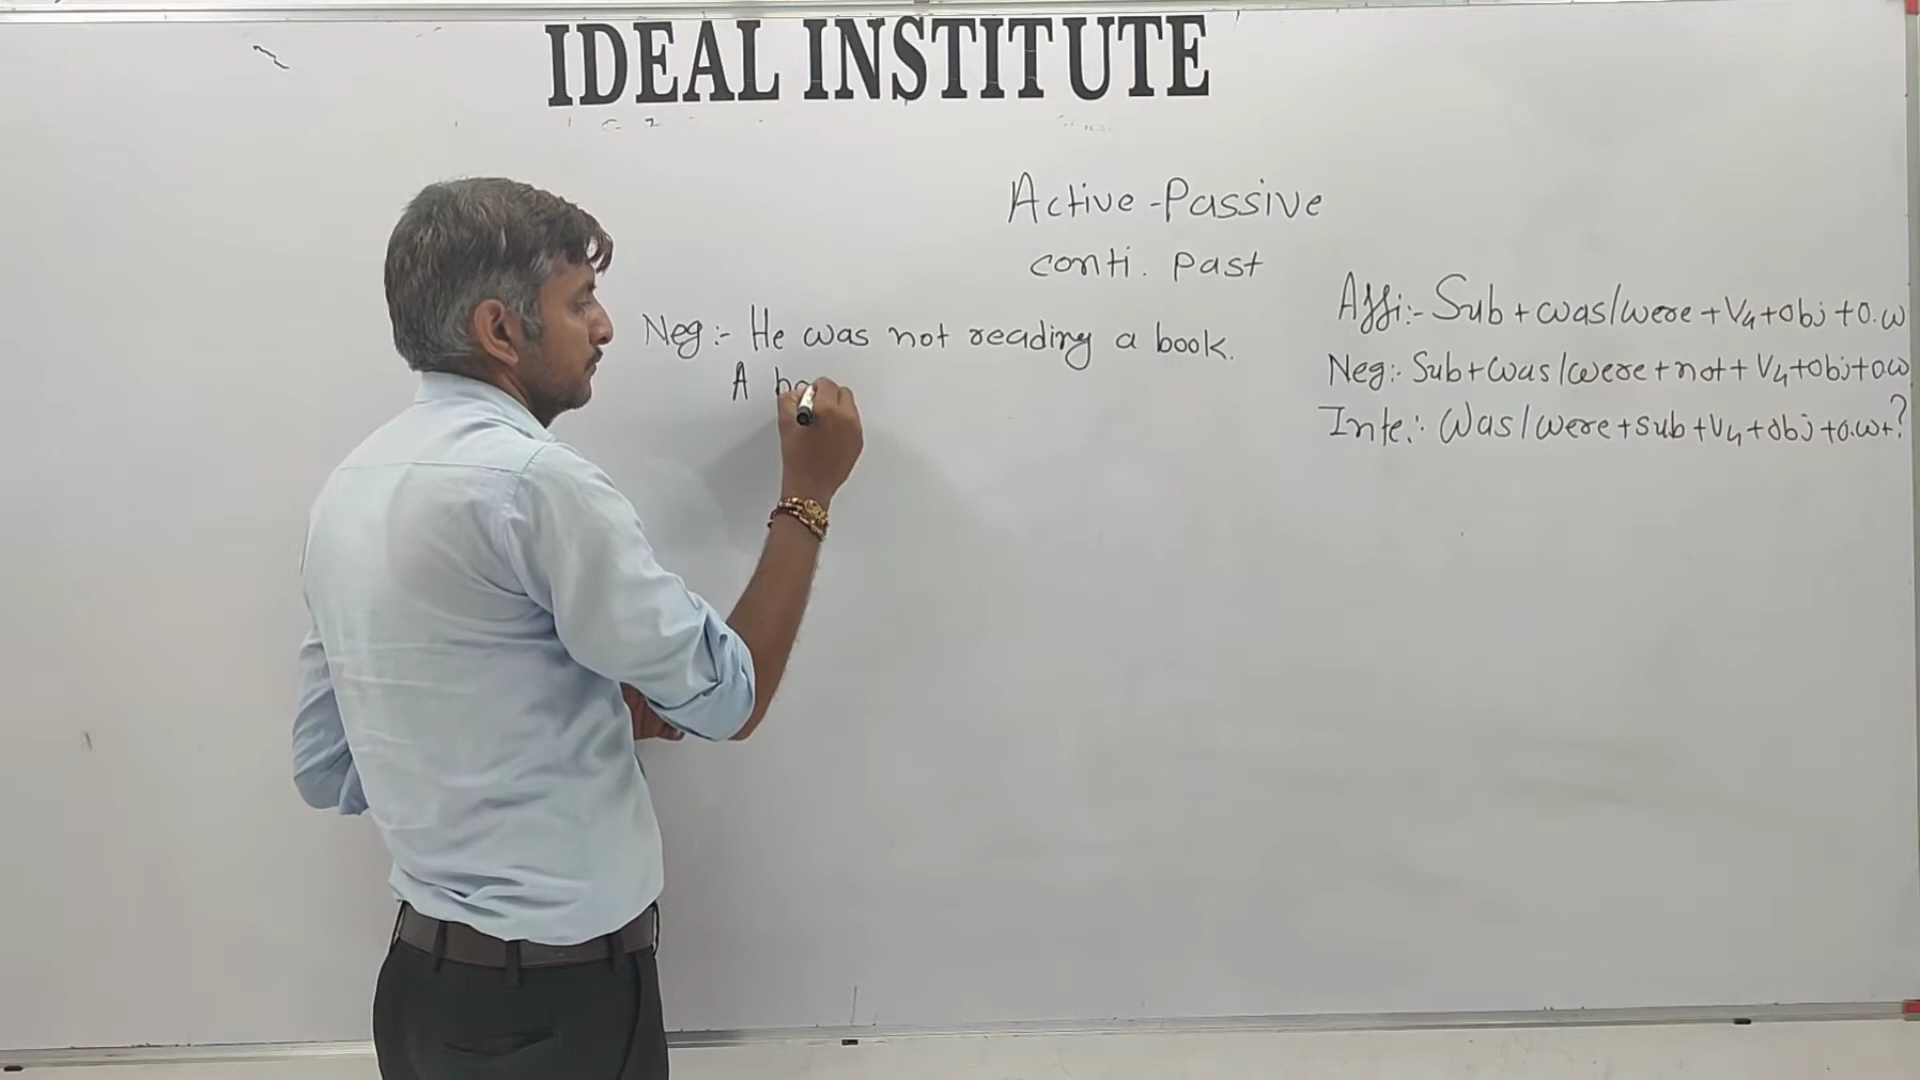 IDEAL INSTITUTE
Active-Passive
conti. Past
Neg:- He was not reading a book.
A bo
Affi:- Sub + was/were + V4 + Obj + O.w
Neg:- Sub + was/were + not + V4 + Obj + o.w
Inte.:- Was/were + sub + V4 + obj + o.w + ?